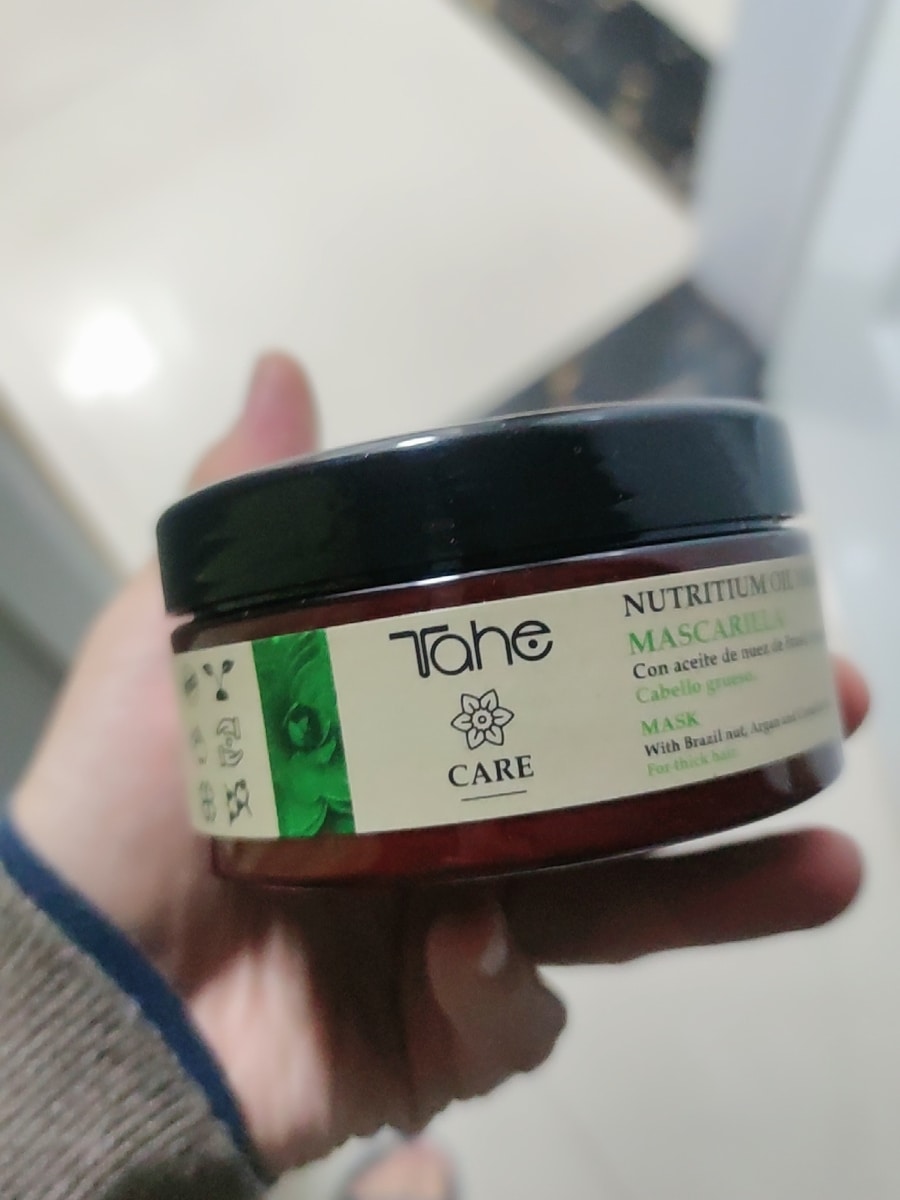 Tahe
CARE
NUTRITIUM OIL
MASCARILLA
Con aceite de nuez de
Cabello grueso.
MASK
With Brazil nut, Argan and
For thick hair.